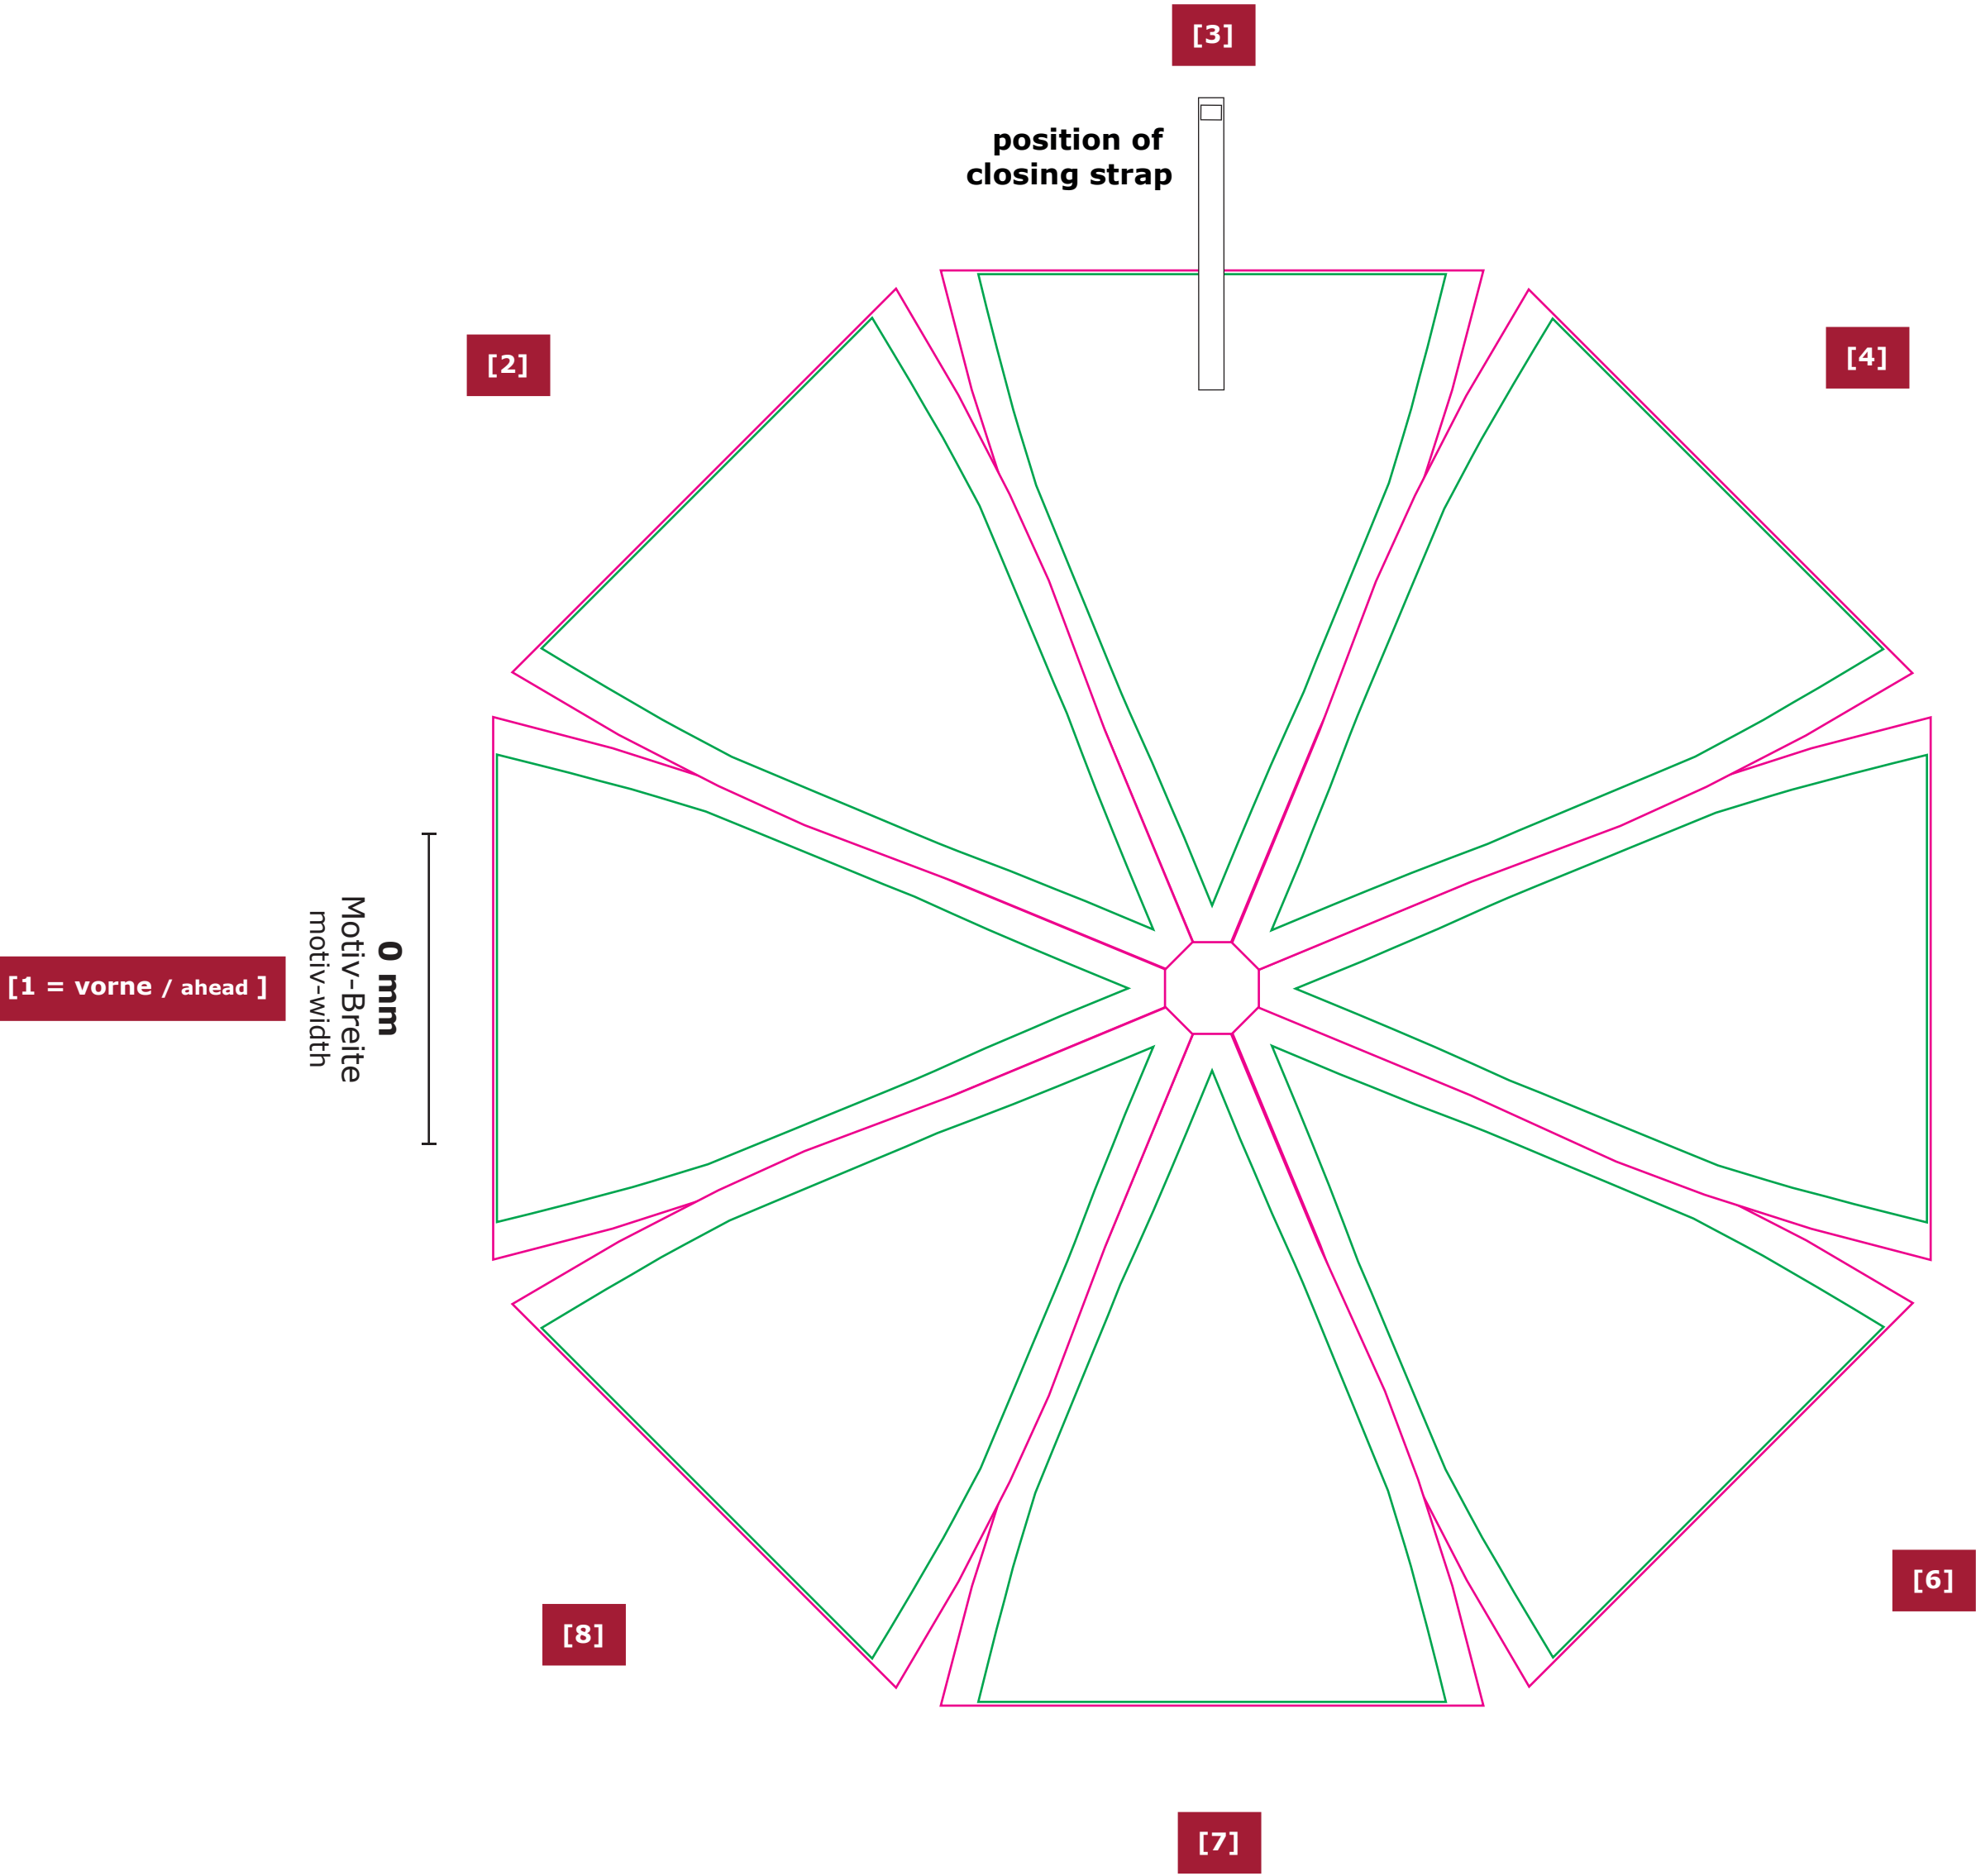 [3]
position of
closing strap
[2]
[4]
[1 = vorne / ahead ]
0 mm
Motiv-Breite
motiv-width
[6]
[8]
[7]